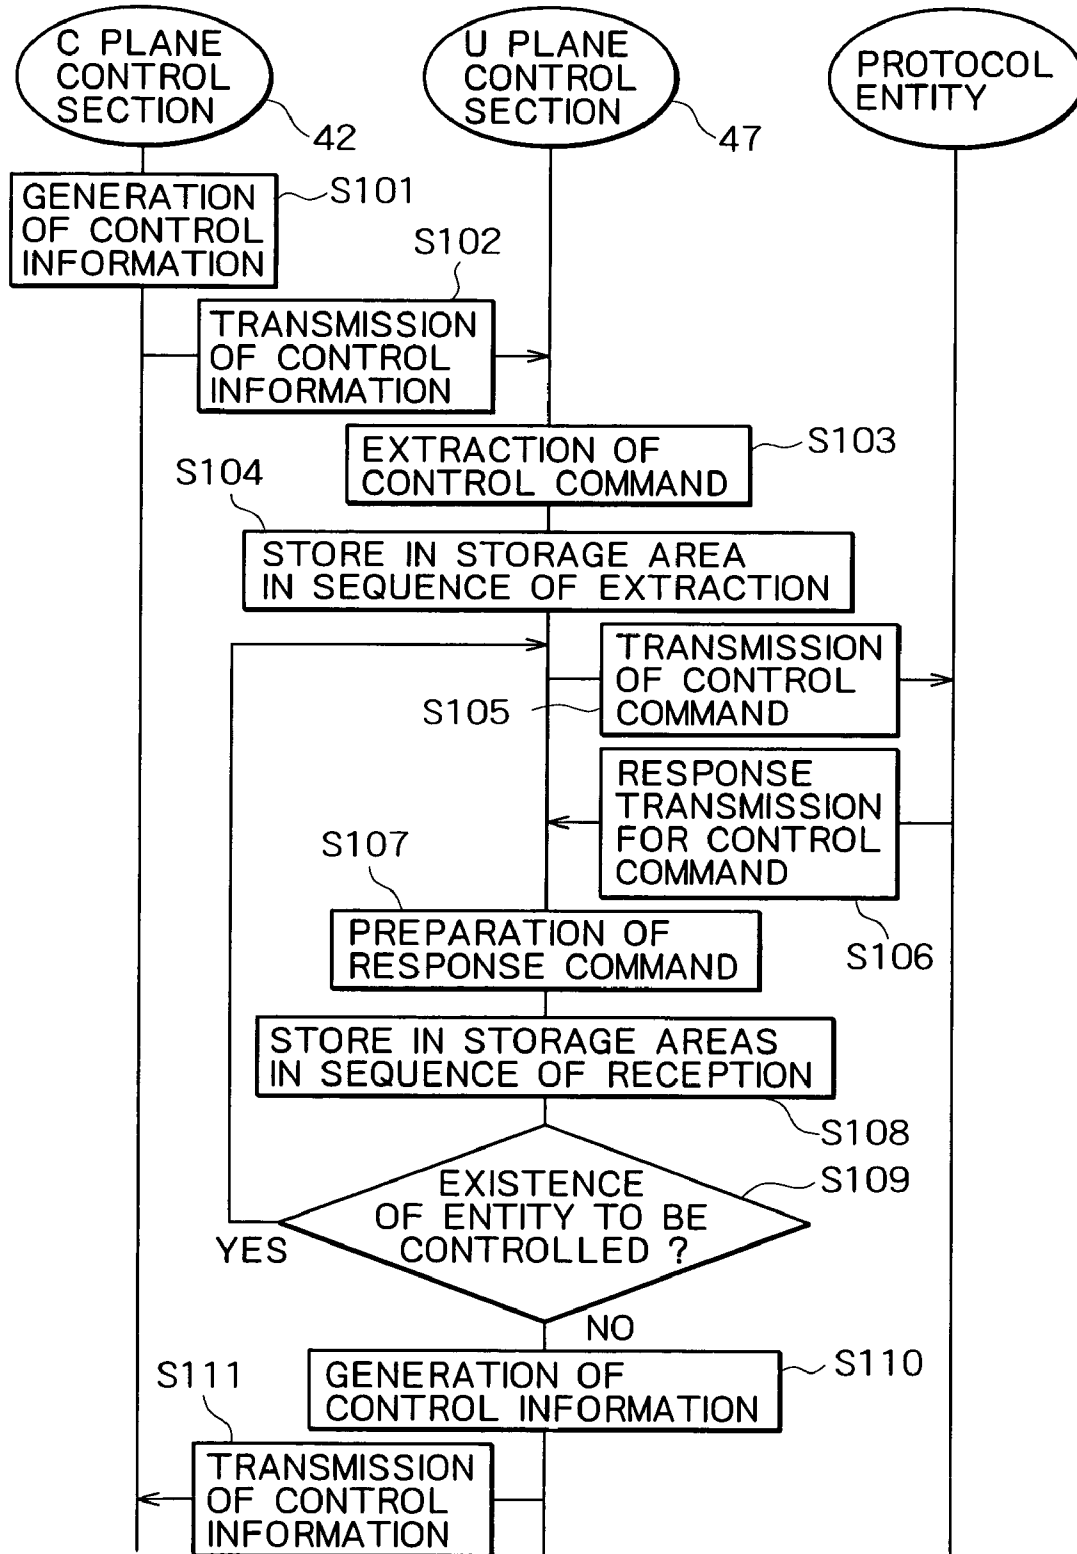 C PLANE
CONTROL
SECTION
42
U PLANE
CONTROL
SECTION
47
PROTOCOL
ENTITY
GENERATION
OF CONTROL
INFORMATION
S101
S102
TRANSMISSION
OF CONTROL
INFORMATION
EXTRACTION OF
CONTROL COMMAND
S103
S104
STORE IN STORAGE AREA
IN SEQUENCE OF EXTRACTION
TRANSMISSION
OF CONTROL
COMMAND
S105
RESPONSE
TRANSMISSION
FOR CONTROL
COMMAND
S106
S107
PREPARATION OF
RESPONSE COMMAND
STORE IN STORAGE AREAS
IN SEQUENCE OF RECEPTION
S108
EXISTENCE
OF ENTITY TO BE
CONTROLLED ?
S109
YES
NO
GENERATION OF
CONTROL INFORMATION
S110
S111
TRANSMISSION
OF CONTROL
INFORMATION